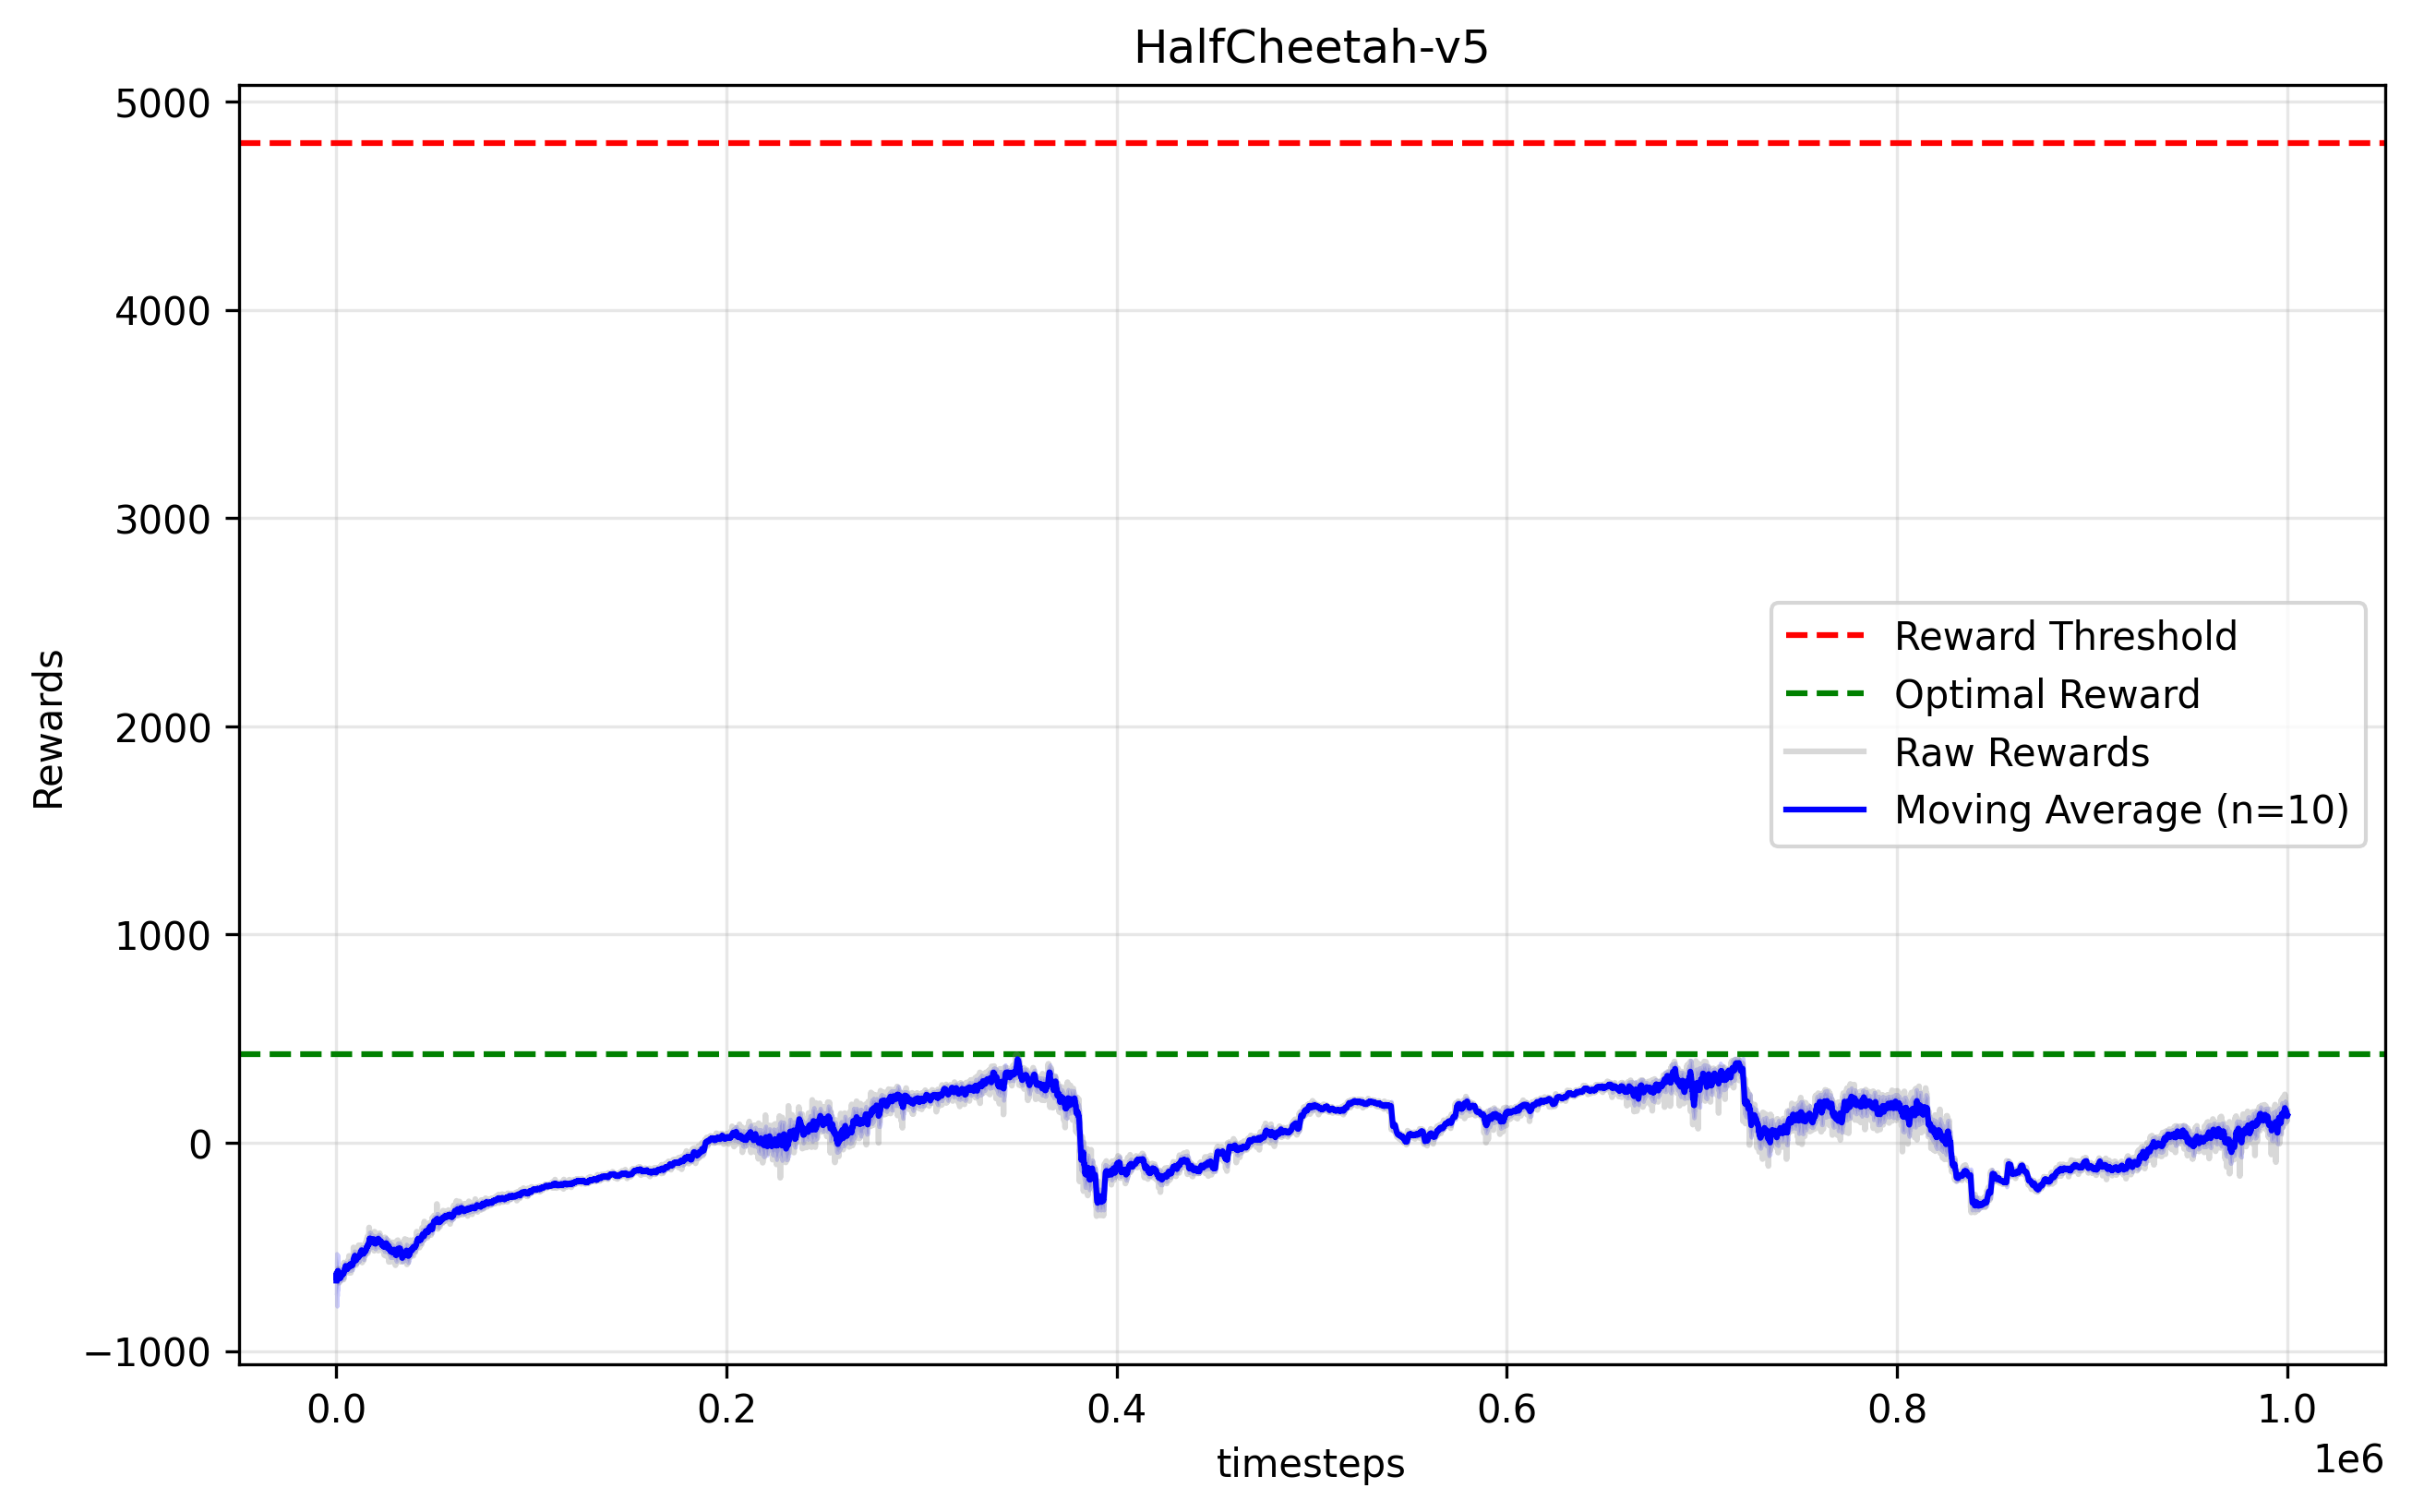 HalfCheetah-v5
5000
4000
3000
2000
1000
0
−1000
Rewards
Reward Threshold
Optimal Reward
Raw Rewards
Moving Average (n=10)
0.0 0.2 0.4 0.6 0.8 1.0
1e6
timesteps